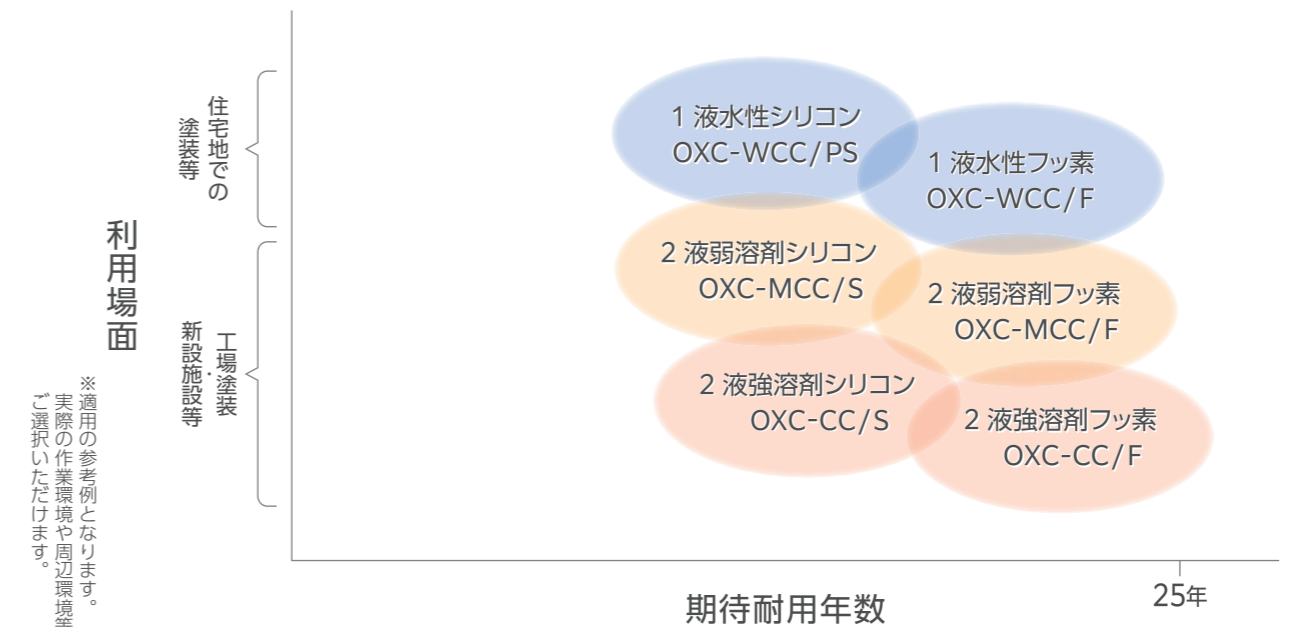 利用場面
住宅地での
塗装等
工場塗装・
新設施設等
※適用の参考例となります。
実際の作業環境や周辺環境等
ご選択いただけます。
1 液水性シリコン
OXC-WCC/PS
1 液水性フッ素
OXC-WCC/F
2 液弱溶剤シリコン
OXC-MCC/S
2 液弱溶剤フッ素
OXC-MCC/F
2 液強溶剤シリコン
OXC-CC/S
2 液強溶剤フッ素
OXC-CC/F
期待耐用年数
25年